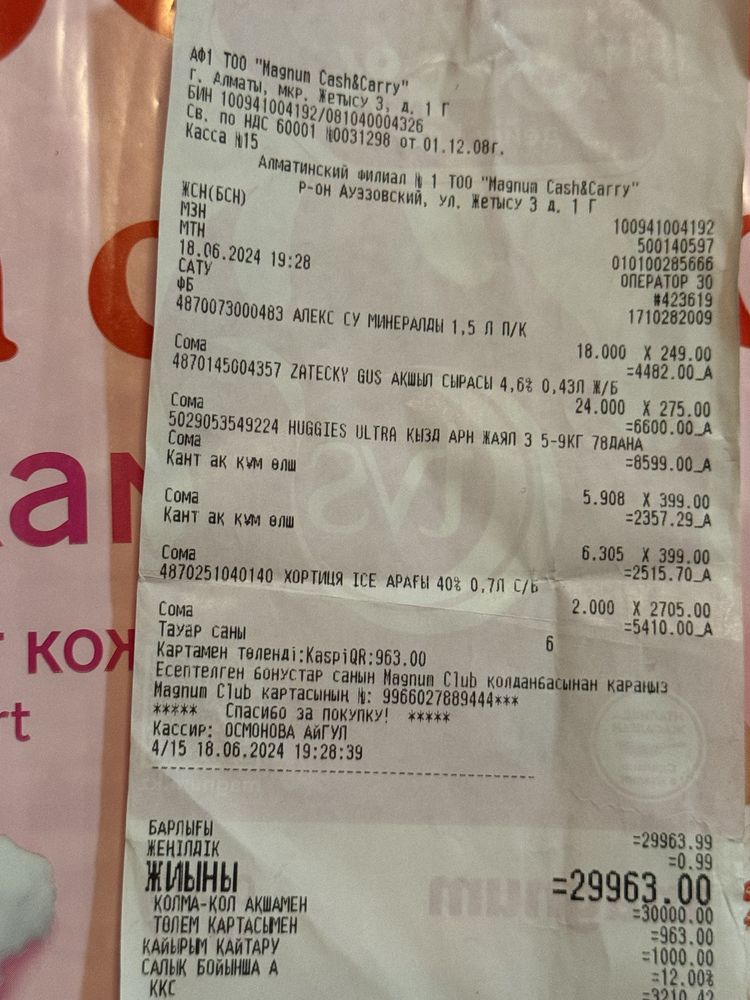 АФ1 ТОО "Magnum Cash&Carry"
Г. Алматы, мкр. Жетысу 3, д. 1 Г
БИН 100941004192/081040004326
Св. по НДС 60001 №0031298 от 01.12.08г.
Касса №15
Алматинский филиал № 1 ТОО "Magnum Cash&Carry"
Р-он Ауэзовский, ул. Жетысу 3 д. 1 Г
ЖСН(БСН) 100941004192
МЗН 500140597
МТН 010100285666
18.06.2024 19:28 ОПЕРАТОР 30
САТУ #423619
ФБ 1710282009
4870073000483 АЛЕКС СУ МИНЕРАЛДЫ 1,5 Л П/К
18.000 X 249.00
Сома =4482.00_А
4870145004357 ZATECKY GUS АКШЫЛ СЫРАСЫ 4,6% 0,43Л Ж/Б
24.000 X 275.00
Сома =6600.00_А
5029053549224 HUGGIES ULTRA КЫЗД АРН ЖАЯЛ 3 5-9КГ 78ДАНА
Сома =8599.00_А
Кант ақ құм өлш
5.908 X 399.00
Сома =2357.29_А
Кант ақ құм өлш
6.305 X 399.00
Сома =2515.70_А
4870251040140 ХОРТИЦЯ ICE АРАҒЫ 40% 0,7Л С/Б
2.000 X 2705.00
Сома =5410.00_А
Тауар саны 6
Картамен төленді:KaspiQR:963.00
Есептелген бонустар санын Magnum Club қолданбасынан қараңыз
Magnum Club картасының №: 9966027889444***
***** Спасибо за покупку! *****
Кассир: ОСМОНОВА АЙГУЛ
4/15 18.06.2024 19:28:39
БАРЛЫҒЫ =29963.99
ЖЕҢІЛДІК =0.99
ЖИЫНЫ =29963.00
ҚОЛМА-ҚОЛ АҚШАМЕН =30000.00
ТӨЛЕМ КАРТАСЫМЕН =963.00
ҚАЙЫРЫМ ҚАЙТАРУ =1000.00
САЛЫҚ БОЙЫНША А =12.00%
ҚҚС =3210.42
кож
rt